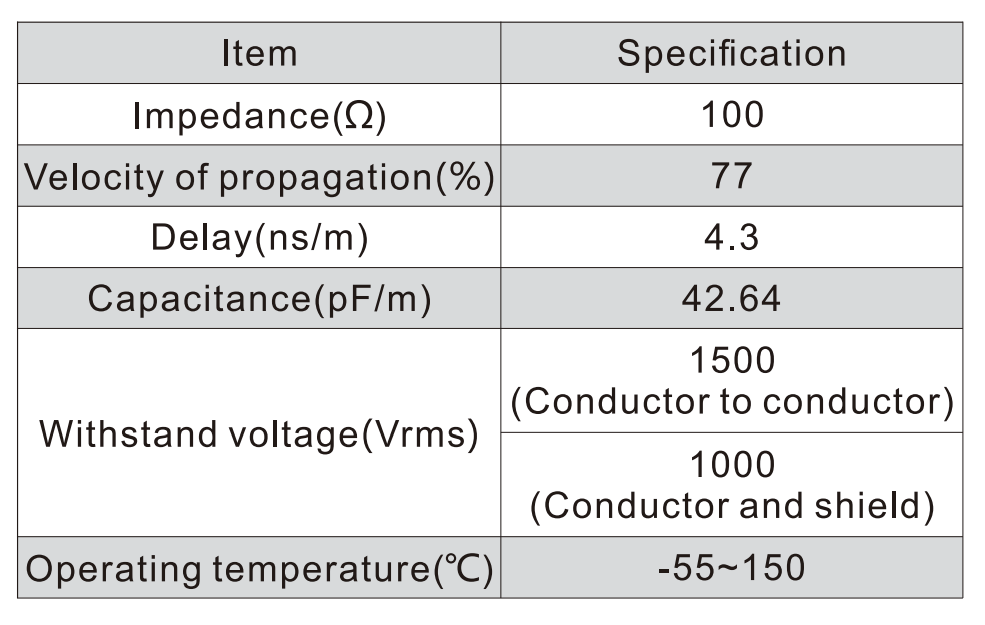 Item Specification
Impedance(Ω) 100
Velocity of propagation(%) 77
Delay(ns/m) 4.3
Capacitance(pF/m) 42.64
Withstand voltage(Vrms)
1500
(Conductor to conductor)
1000
(Conductor and shield)
Operating temperature(℃) -55~150